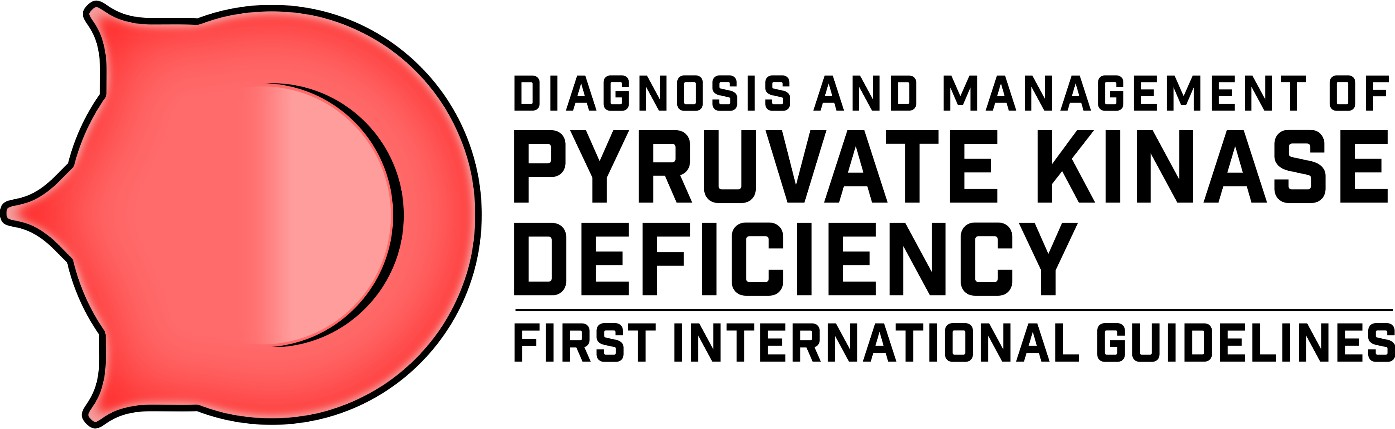 DIAGNOSIS AND MANAGEMENT OF
PYRUVATE KINASE
DEFICIENCY
FIRST INTERNATIONAL GUIDELINES